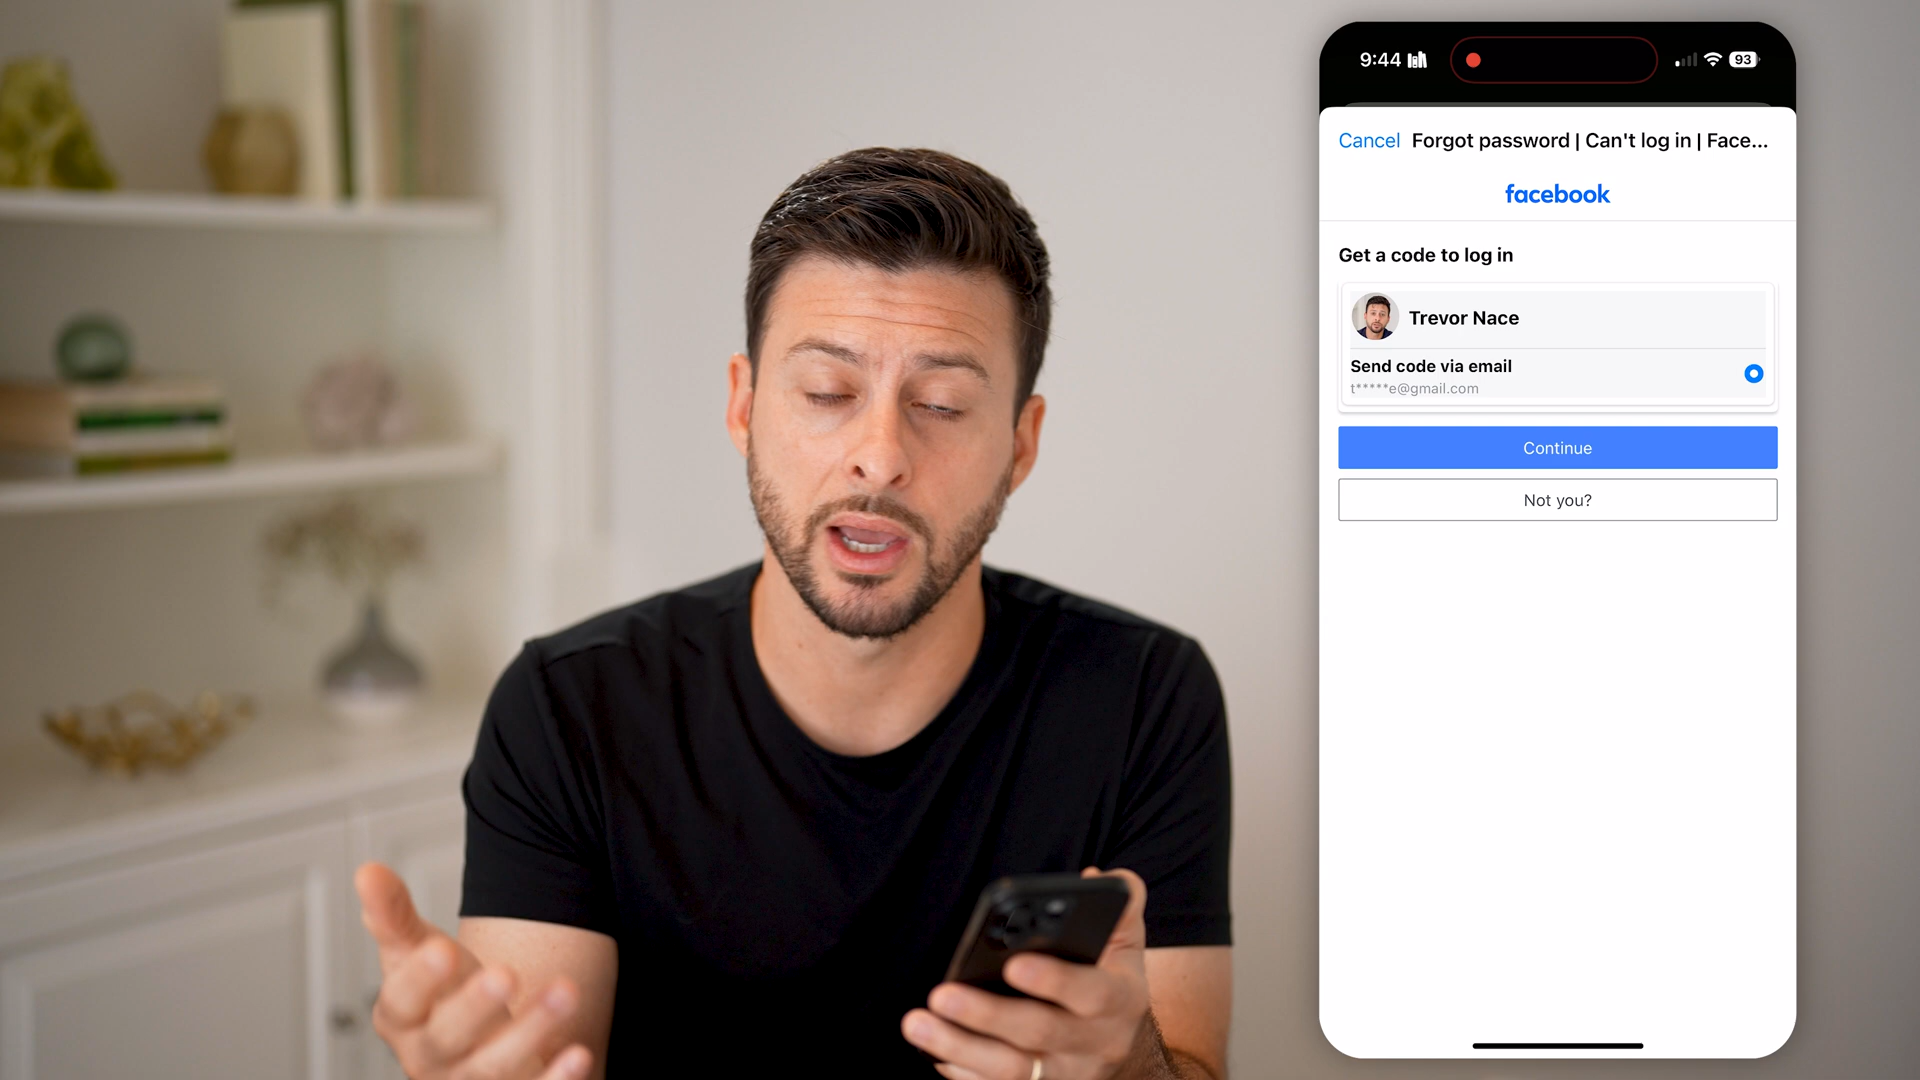 9:44 93
Cancel Forgot password | Can't log in | Face...
facebook
Get a code to log in
Trevor Nace
Send code via email
t*****e@gmail.com
Continue
Not you?